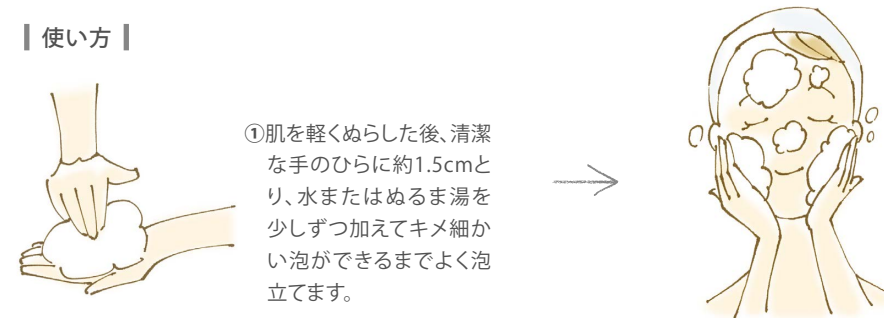 使い方
①肌を軽くぬらした後、清潔
な手のひらに約1.5cmと
り、水またはぬるま湯を
少しずつ加えてキメ細か
い泡ができるまでよく泡
立てます。